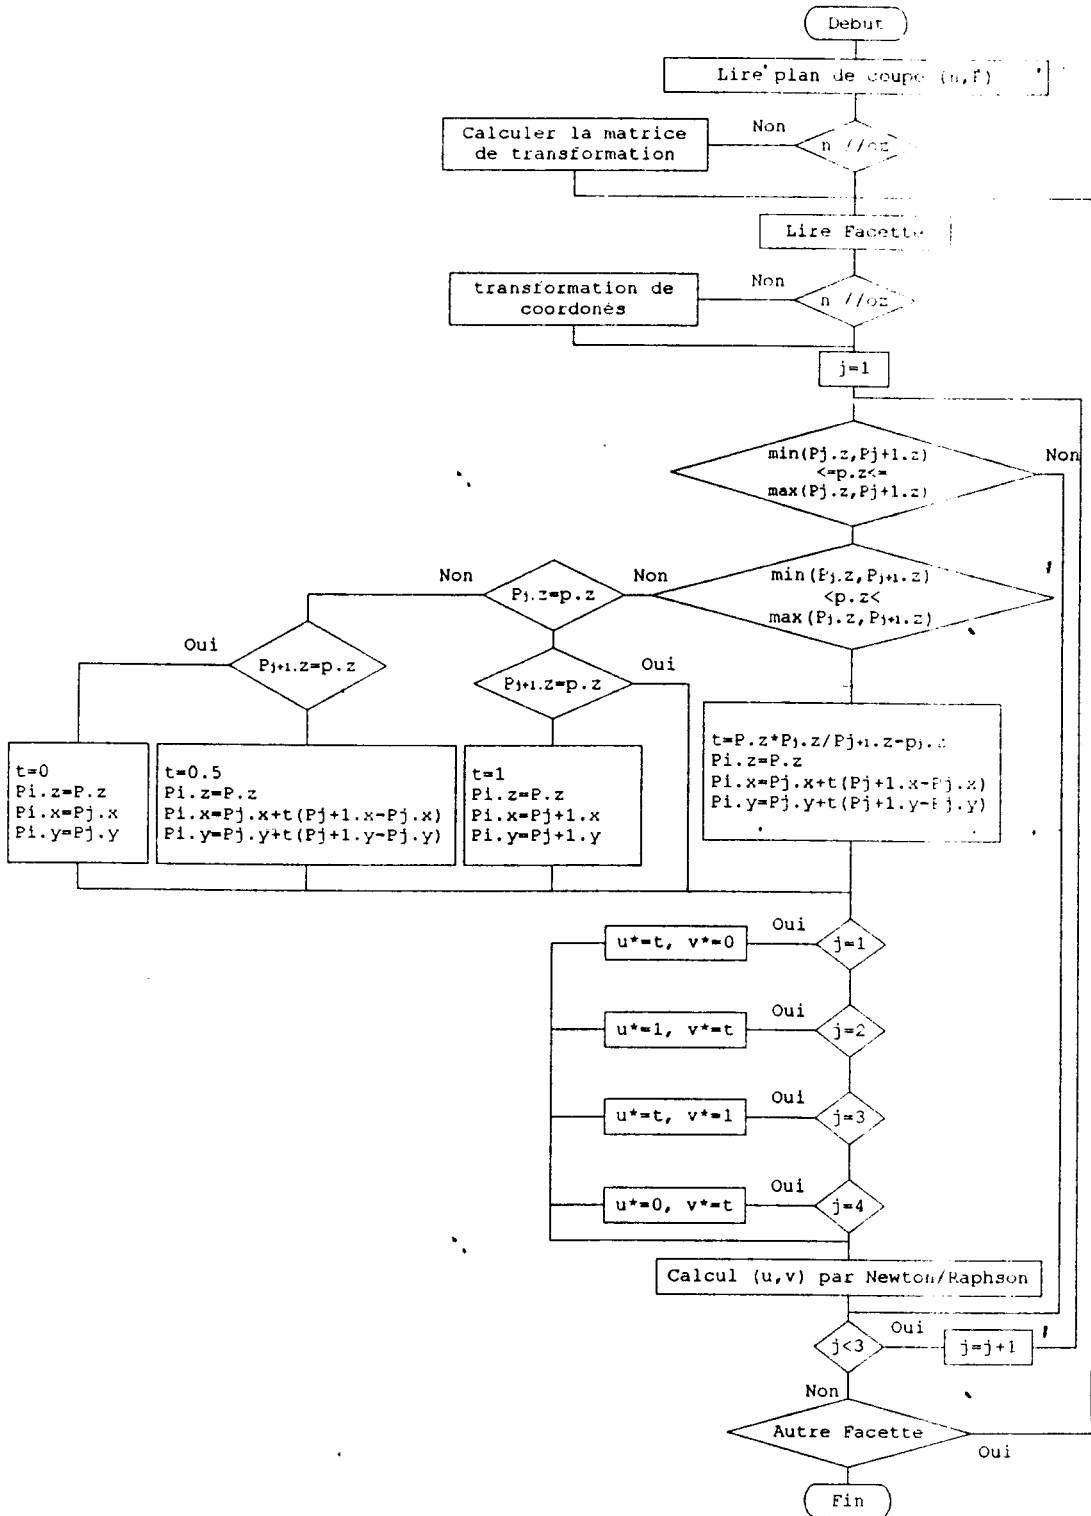 Debut
Lire plan de coupe (n,P)
Non
n //oz
Calculer la matrice
de transformation
Lire Facette
Non
n //oz
transformation de
coordonés
j=1
min(Pj.z,Pj+1.z)
<=p.z<=
max(Pj.z,Pj+1.z)
Non
min(Pj.z,Pj+1.z)
<p.z<
max(Pj.z,Pj+1.z)
Non
Pj.z=p.z
Non
Oui
Pj+1.z=p.z
Pj+1.z=p.z
Oui
t=0
Pi.z=P.z
Pi.x=Pj.x
Pi.y=Pj.y
t=0.5
Pi.z=P.z
Pi.x=Pj.x+t(Pj+1.x-Pj.x)
Pi.y=Pj.y+t(Pj+1.y-Pj.y)
t=1
Pi.z=P.z
Pi.x=Pj+1.x
Pi.y=Pj+1.y
t=P.z*Pj.z/Pj+1.z-pj.z
Pi.z=P.z
Pi.x=Pj.x+t(Pj+1.x-Pj.x)
Pi.y=Pj.y+t(Pj+1.y-Pj.y)
u*=t, v*=0
Oui
j=1
u*=1, v*=t
Oui
j=2
u*=t, v*=1
Oui
j=3
u*=0, v*=t
Oui
j=4
Calcul (u,v) par Newton/Raphson
j<3
Oui
j=j+1
Non
Autre Facette
Oui
Fin